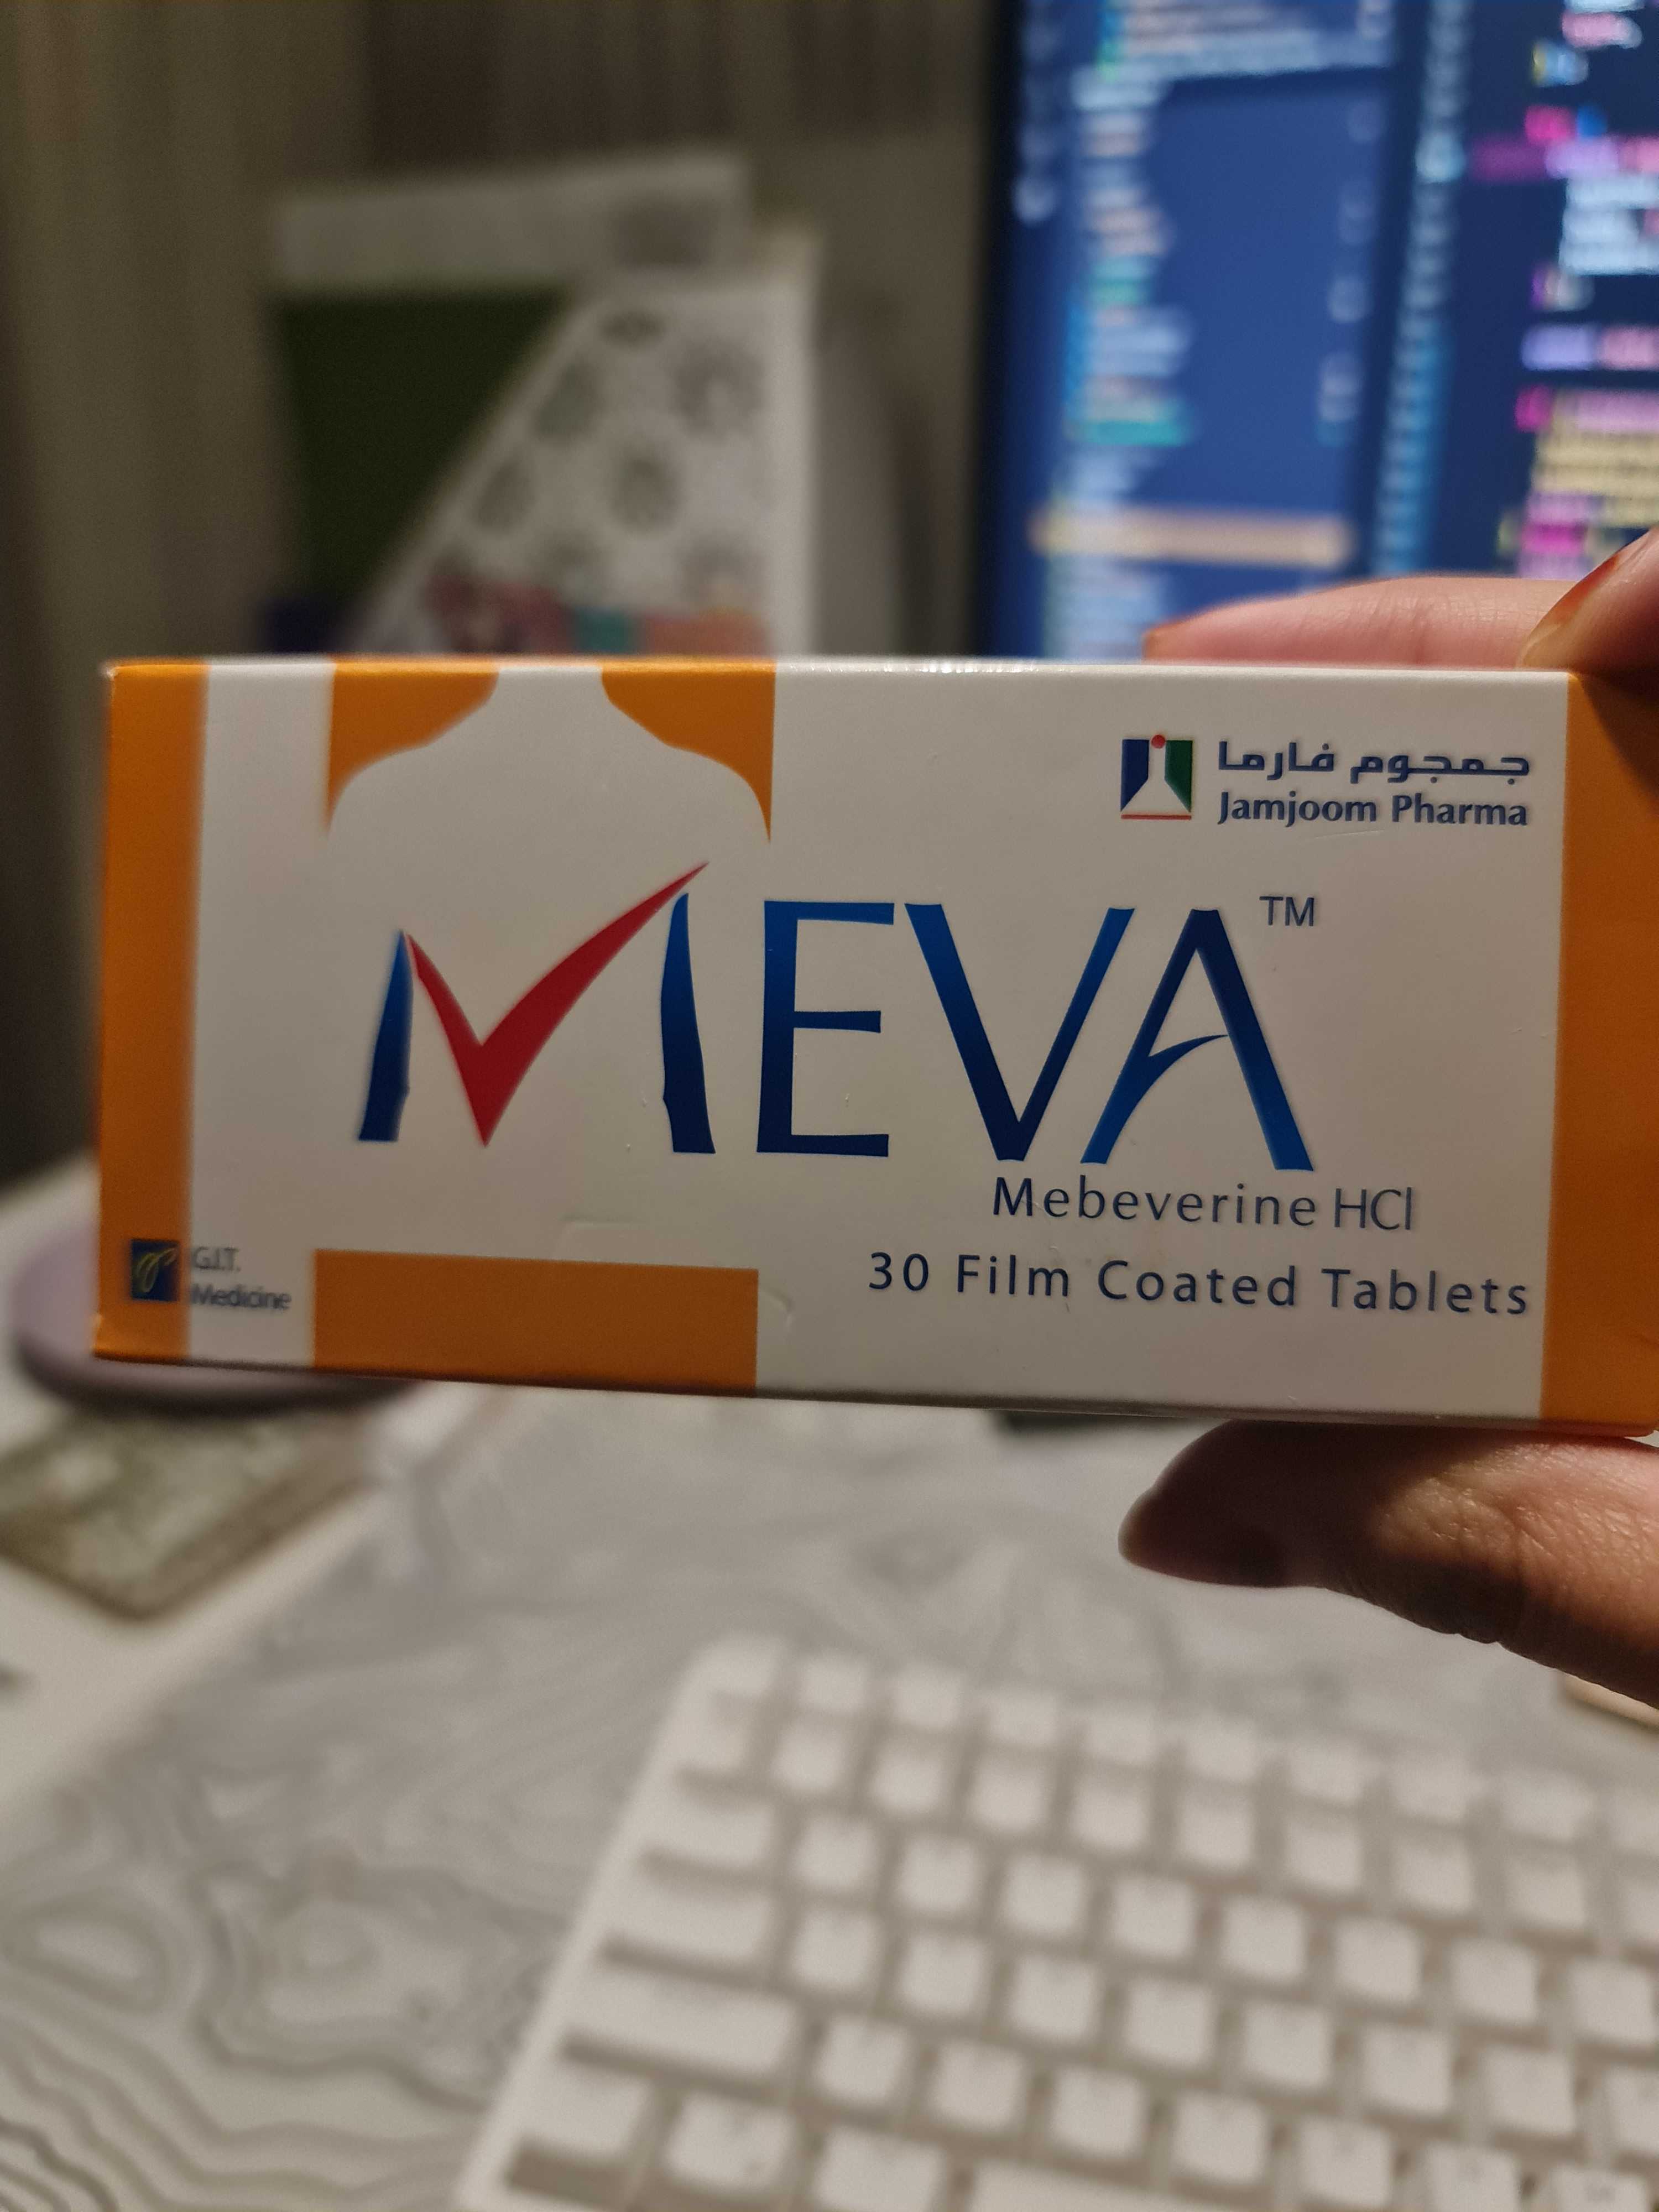 جمجوم فارما
Jamjoom Pharma
MEVA™
Mebeverine HCl
30 Film Coated Tablets
G.I.T.
Medicine